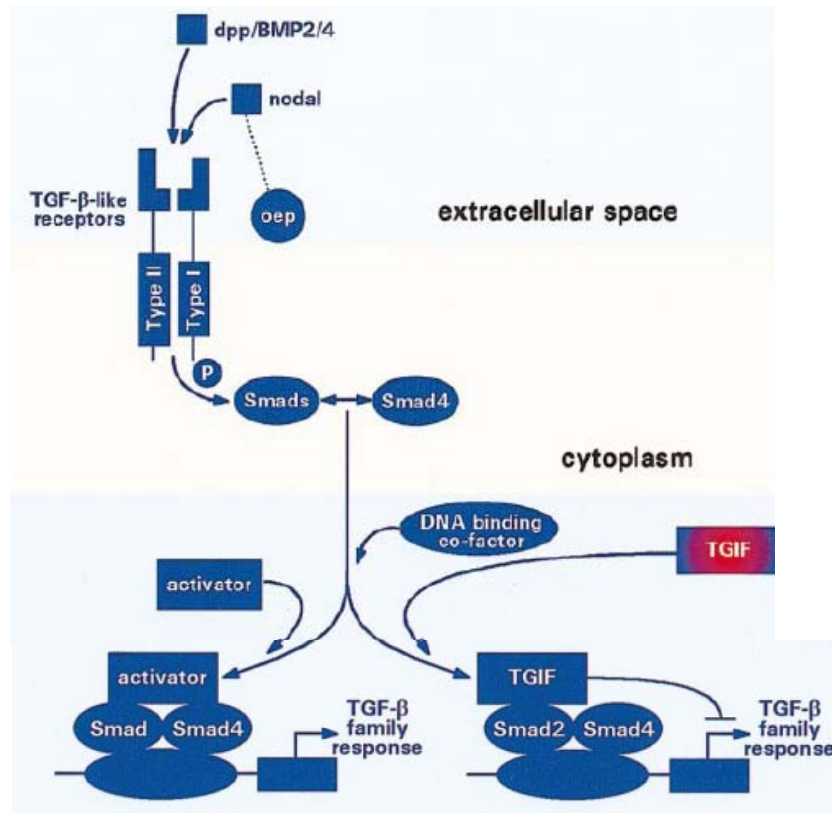 dpp/BMP2/4
nodal
TGF-β-like
receptors
oep
extracellular space
Type II
Type I
P
Smads
Smad4
cytoplasm
DNA binding
co-factor
TGIF
activator
activator
TGIF
Smad
Smad4
TGF-β
family
response
Smad2
Smad4
TGF-β
family
response